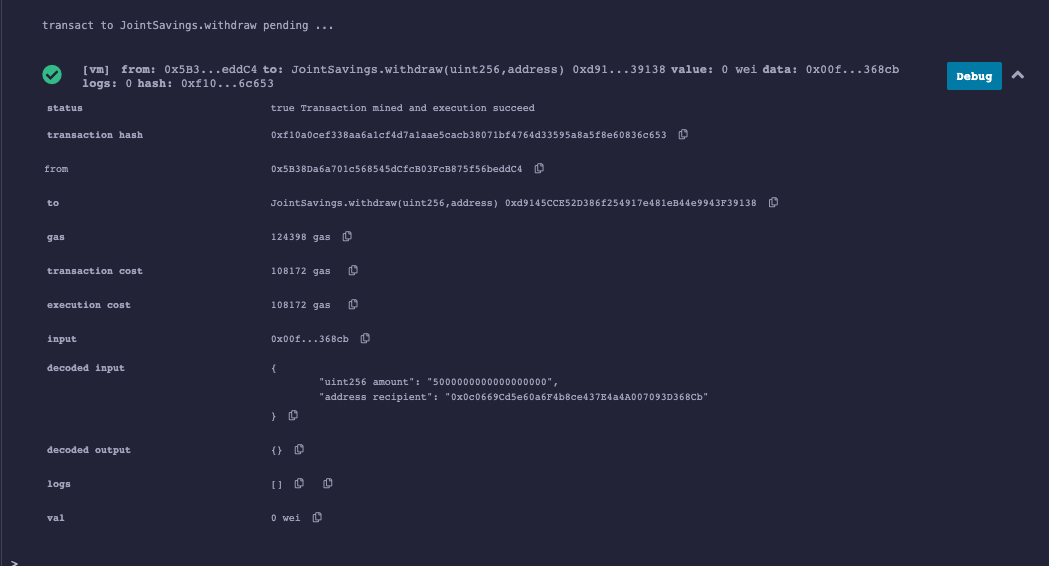 transact to JointSavings.withdraw pending ...
[vm] from: 0x5B3...eddC4 to: JointSavings.withdraw(uint256,address) 0xd91...39138 value: 0 wei data: 0x00f...368cb
logs: 0 hash: 0xf10...6c653
Debug
status true Transaction mined and execution succeed
transaction hash 0xf10a0cef338aa6a1cf4d7a1aae5cacb38071bf4764d33595a8a5f8e60836c653
from 0x5B38Da6a701c568545dCfcB03FcB875f56beddC4
to JointSavings.withdraw(uint256,address) 0xd9145CCE52D386f254917e481eB44e9943F39138
gas 124398 gas
transaction cost 108172 gas
execution cost 108172 gas
input 0x00f...368cb
decoded input {
"uint256 amount": "5000000000000000000",
"address recipient": "0x0c0669Cd5e60a6F4b8ce437E4a4A007093D368Cb"
}
decoded output {}
logs []
val 0 wei
>